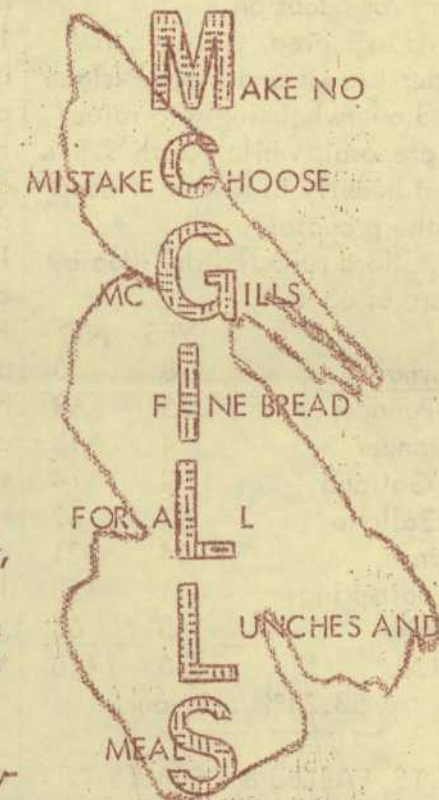 MAKE NO
MISTAKE CHOOSE
MC GILLS
FINE BREAD
FOR ALL
LUNCHES AND
MEALS